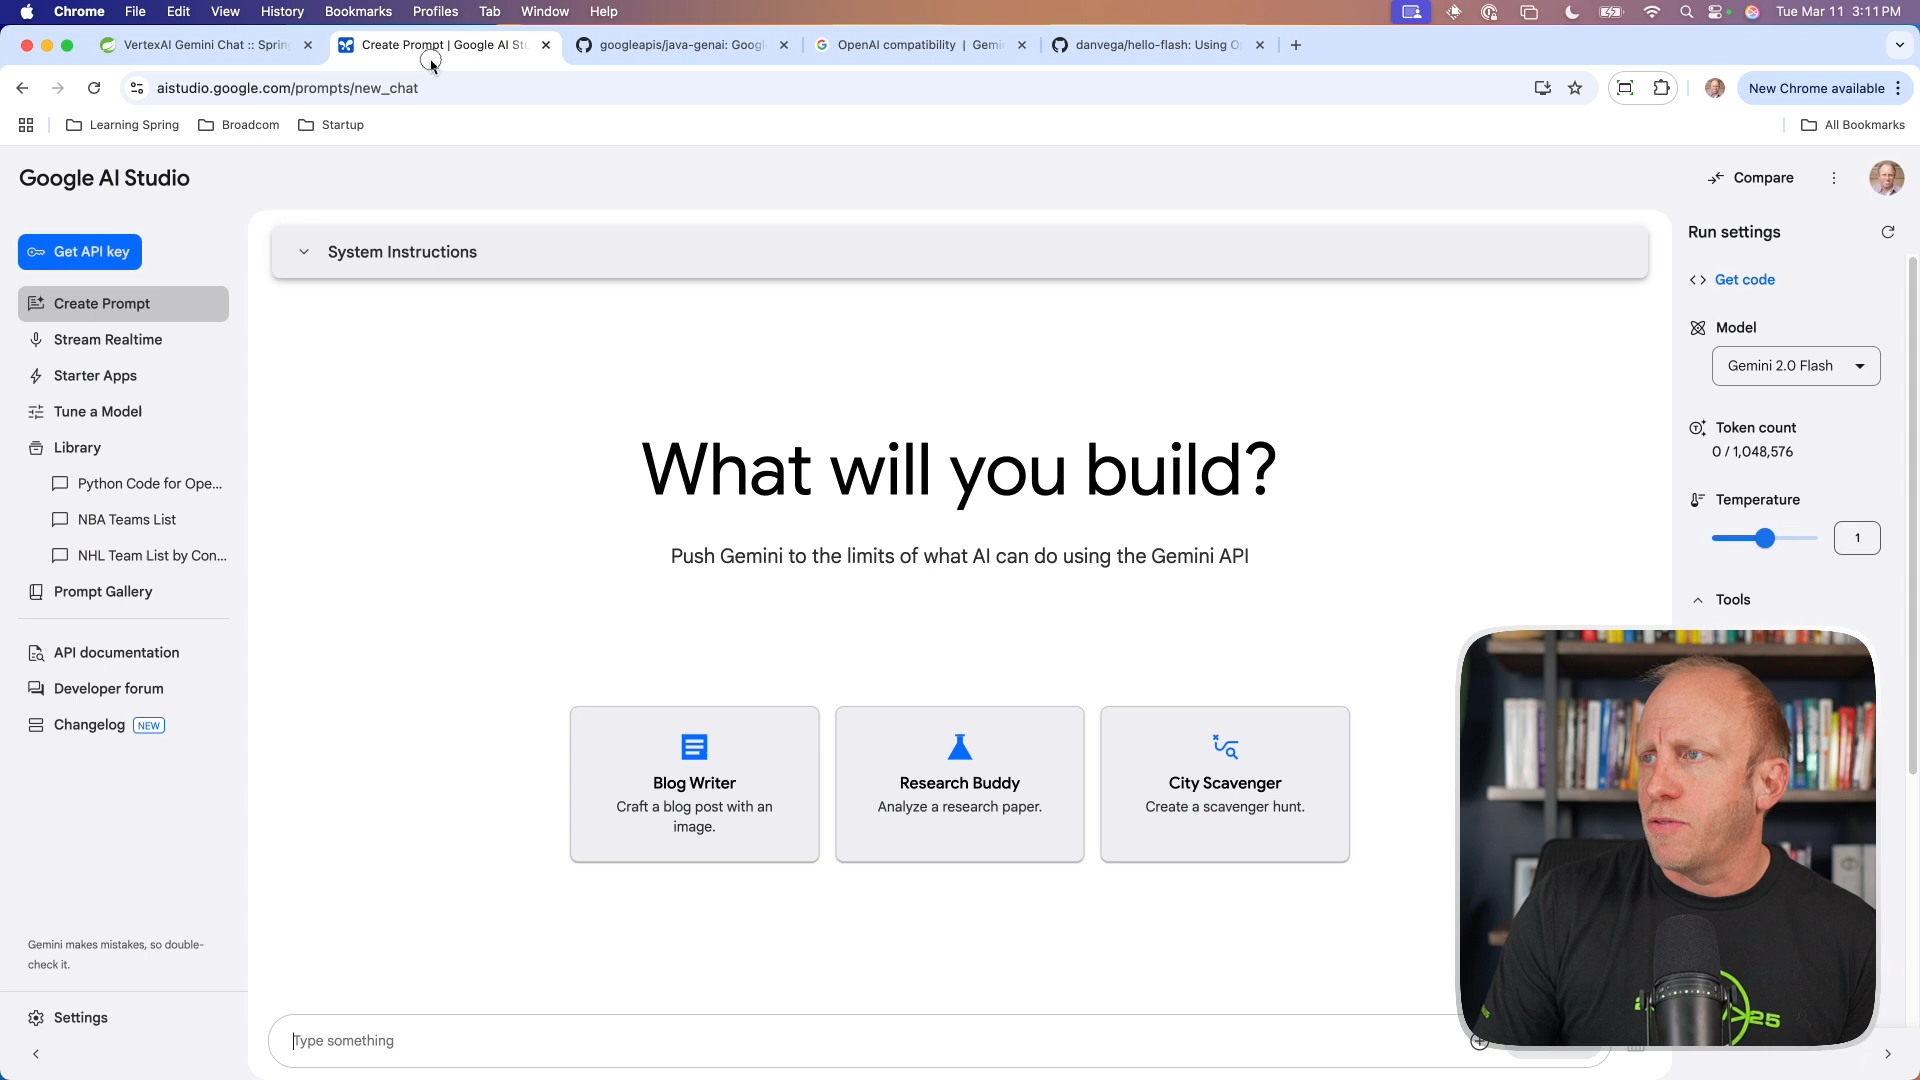 Chrome File Edit View History Bookmarks Profiles Tab Window Help Tue Mar 11 3:11 PM
VertexAI Gemini Chat :: Spring Create Prompt | Google AI Stu googleapis/java-genai: Googl OpenAI compatibility | Gemi danvega/hello-flash: Using O
aistudio.google.com/prompts/new_chat New Chrome available
Learning Spring Broadcom Startup All Bookmarks
Google AI Studio
Compare
Get API key
Create Prompt
Stream Realtime
Starter Apps
Tune a Model
Library
Python Code for Ope...
NBA Teams List
NHL Team List by Con...
Prompt Gallery
API documentation
Developer forum
Changelog NEW
Gemini makes mistakes, so double-
check it.
Settings
System Instructions
What will you build?
Push Gemini to the limits of what AI can do using the Gemini API
Blog Writer
Craft a blog post with an
image.
Research Buddy
Analyze a research paper.
City Scavenger
Create a scavenger hunt.
Type something
Run settings
Get code
Model
Gemini 2.0 Flash
Token count
0 / 1,048,576
Temperature
1
Tools
25